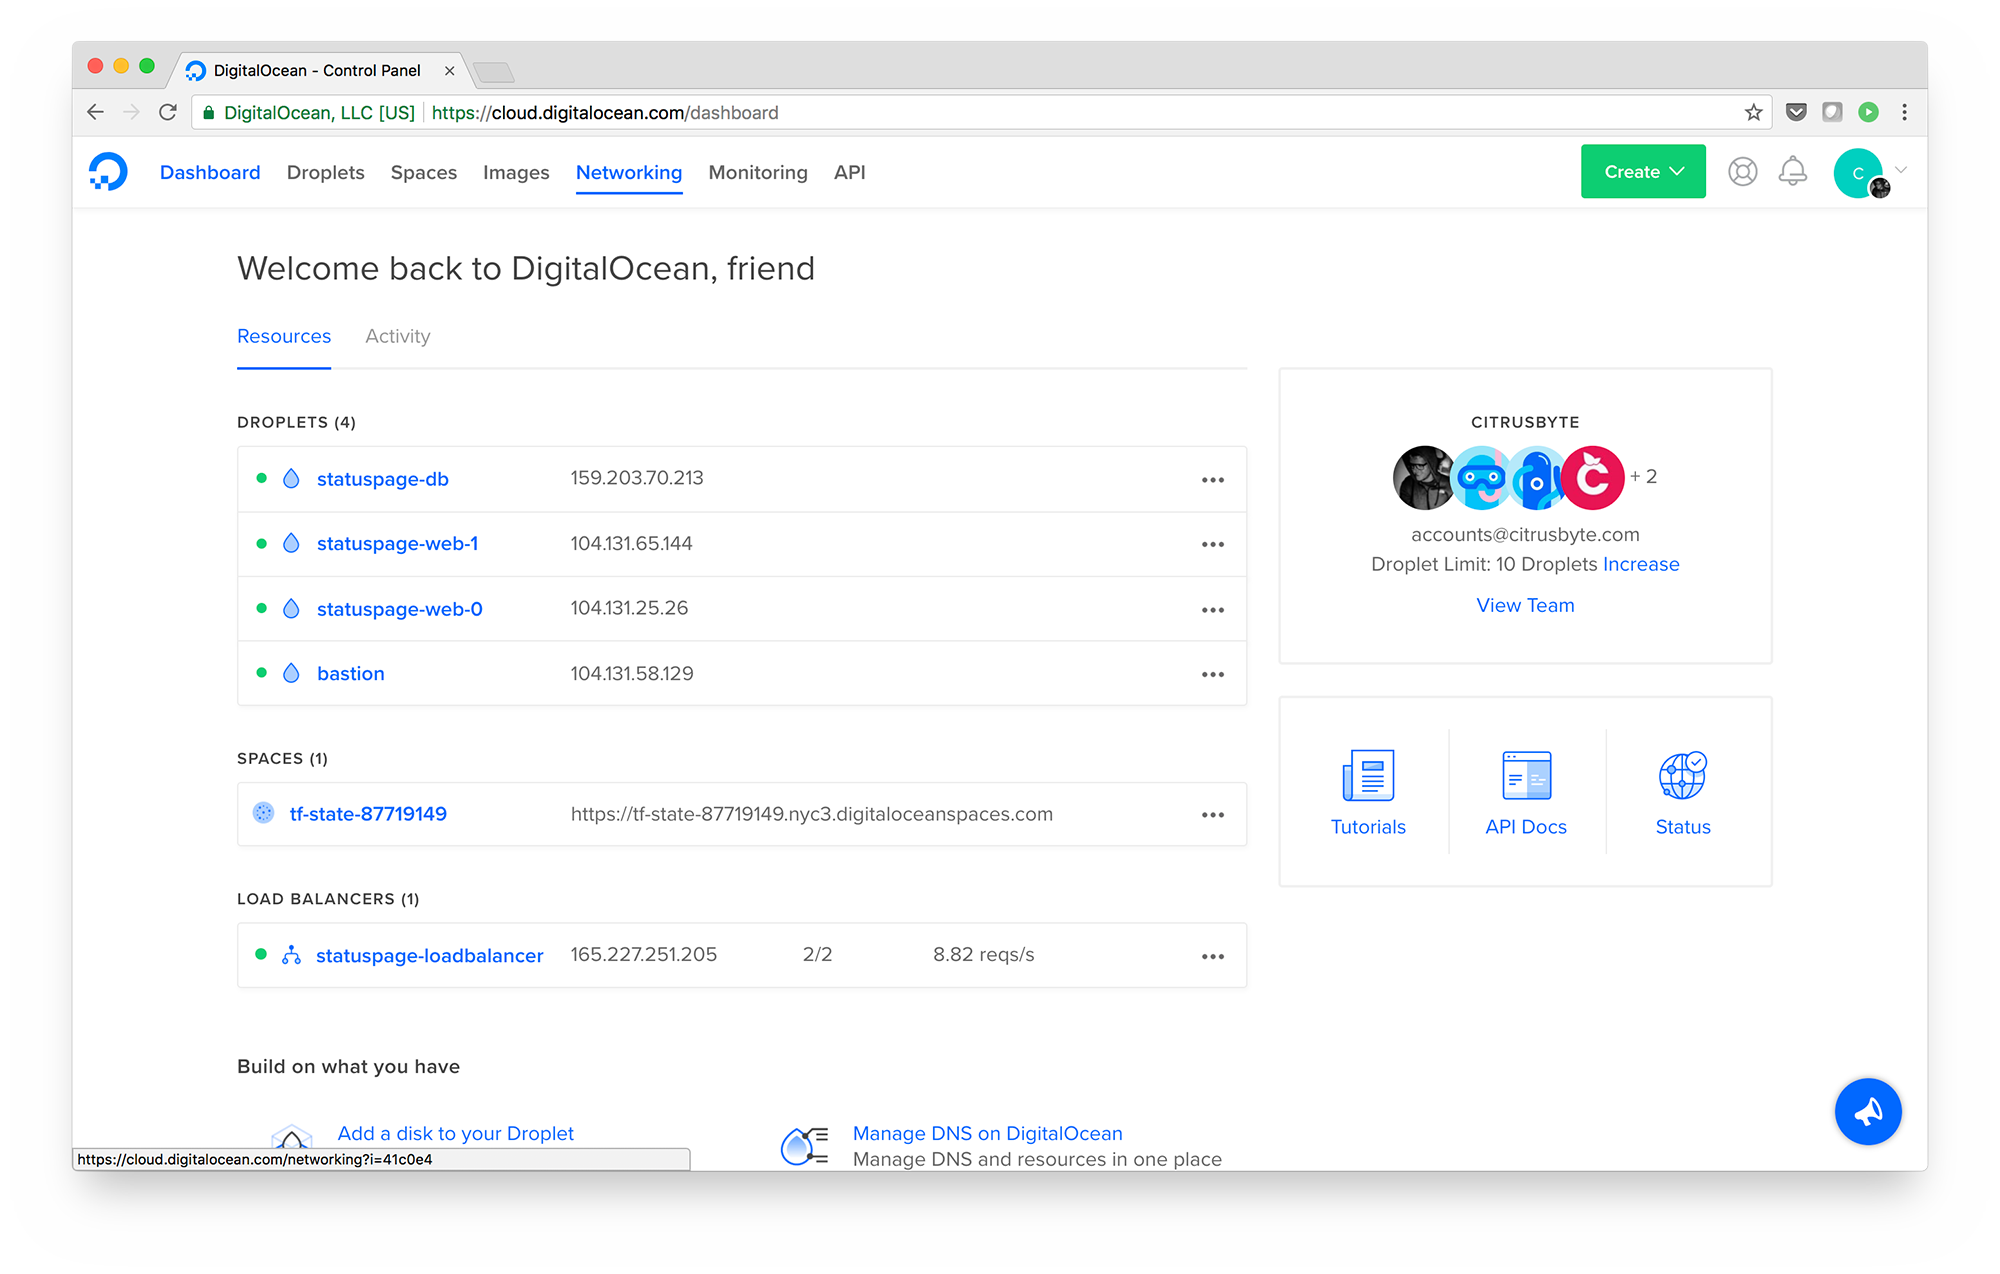 DigitalOcean - Control Panel
DigitalOcean, LLC [US] https://cloud.digitalocean.com/dashboard
Dashboard Droplets Spaces Images Networking Monitoring API Create C
Welcome back to DigitalOcean, friend
Resources Activity
DROPLETS (4)
statuspage-db 159.203.70.213
statuspage-web-1 104.131.65.144
statuspage-web-0 104.131.25.26
bastion 104.131.58.129
SPACES (1)
tf-state-87719149 https://tf-state-87719149.nyc3.digitaloceanspaces.com
LOAD BALANCERS (1)
statuspage-loadbalancer 165.227.251.205 2/2 8.82 reqs/s
CITRUSBYTE
C + 2
accounts@citrusbyte.com
Droplet Limit: 10 Droplets Increase
View Team
Tutorials API Docs Status
Build on what you have
Add a disk to your Droplet
Manage DNS on DigitalOcean
Manage DNS and resources in one place
https://cloud.digitalocean.com/networking?i=41c0e4